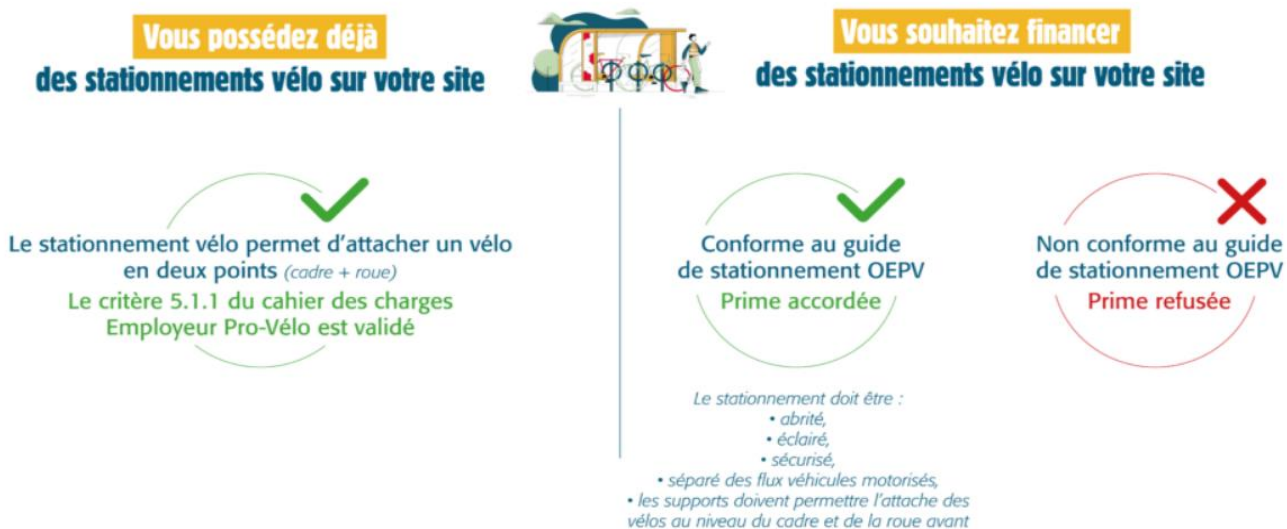 Vous possédez déjà
des stationnements vélo sur votre site
Le stationnement vélo permet d'attacher un vélo
en deux points (cadre + roue)
Le critère 5.1.1 du cahier des charges
Employeur Pro-Vélo est validé
Vous souhaitez financer
des stationnements vélo sur votre site
Conforme au guide
de stationnement OEPV
Prime accordée
Le stationnement doit être :
• abrité,
• éclairé,
• sécurisé,
• séparé des flux véhicules motorisés,
• les supports doivent permettre l'attache des
vélos au niveau du cadre et de la roue avant
Non conforme au guide
de stationnement OEPV
Prime refusée